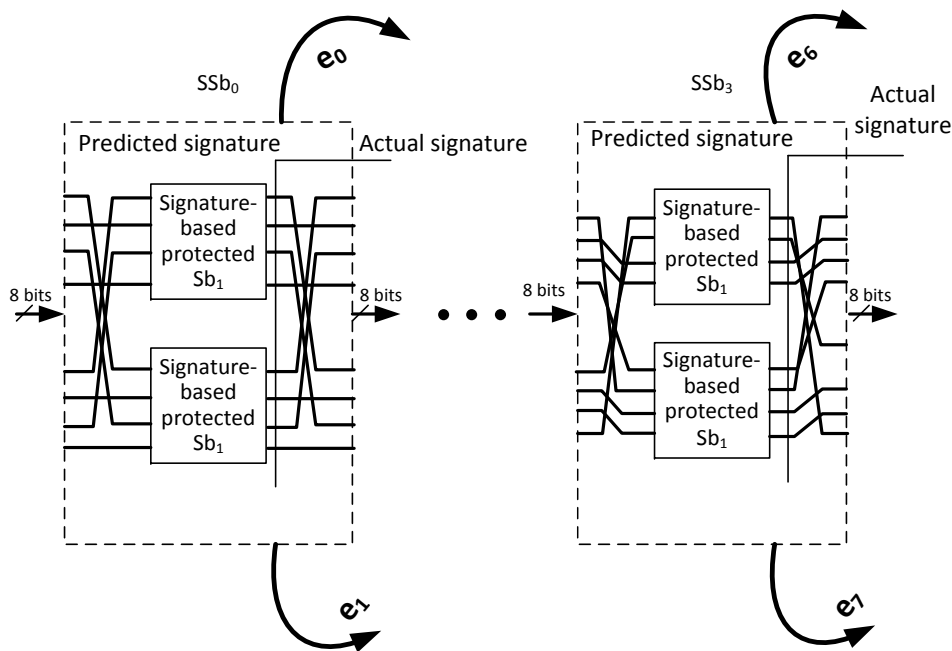 e₀
e₆
SSb₀
SSb₃
Actual
signature
Predicted signature
Actual signature
Predicted signature
Signature-
based
protected
Sb₁
Signature-
based
protected
Sb₁
8 bits
8 bits
8 bits
8 bits
Signature-
based
protected
Sb₁
Signature-
based
protected
Sb₁
e₁
e₇